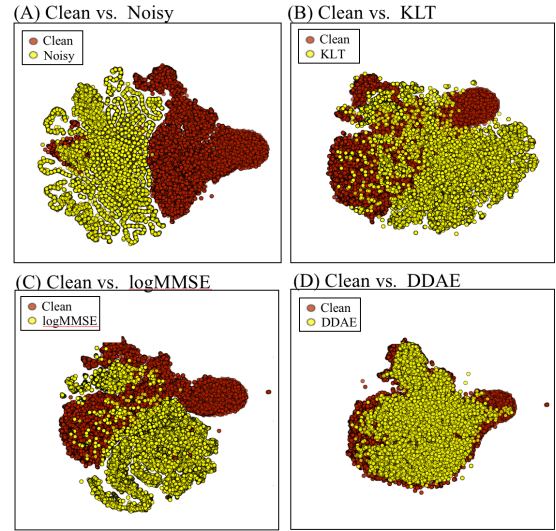 (A) Clean vs. Noisy
Clean
Noisy
(B) Clean vs. KLT
Clean
KLT
(C) Clean vs. logMMSE
Clean
logMMSE
(D) Clean vs. DDAE
Clean
DDAE